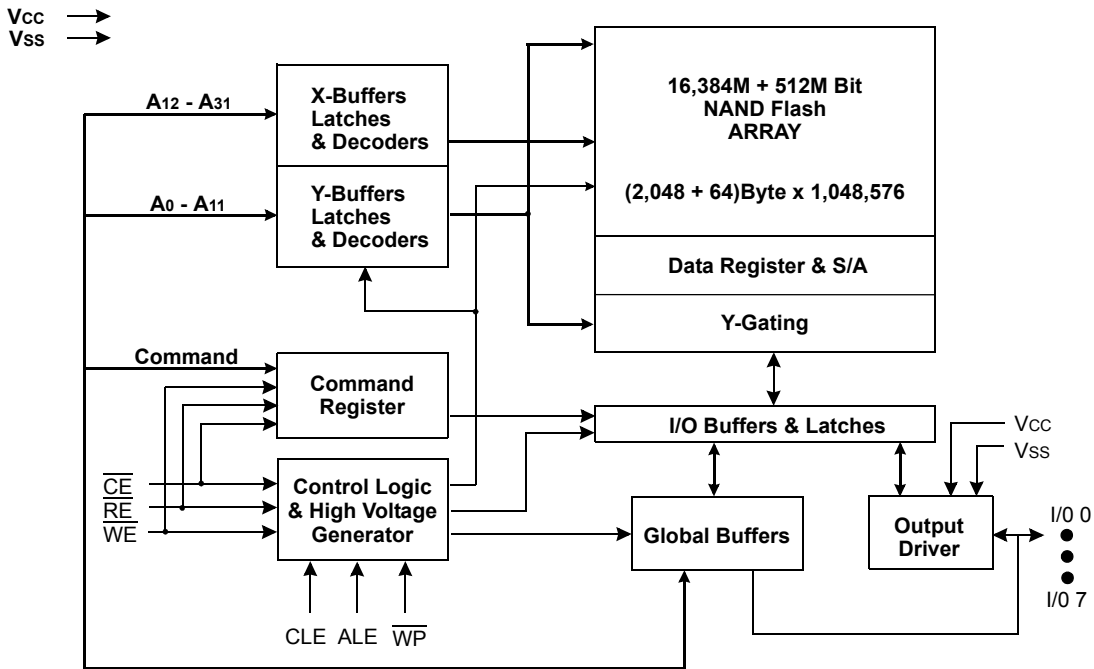 VCC
VSS
A12 - A31
X-Buffers
Latches
& Decoders
A0 - A11
Y-Buffers
Latches
& Decoders
16,384M + 512M Bit
NAND Flash
ARRAY
(2,048 + 64)Byte x 1,048,576
Data Register & S/A
Y-Gating
Command
Command
Register
I/O Buffers & Latches
VCC
VSS
CE
RE
WE
Control Logic
& High Voltage
Generator
Global Buffers
Output
Driver
I/0 0
I/0 7
CLE ALE WP